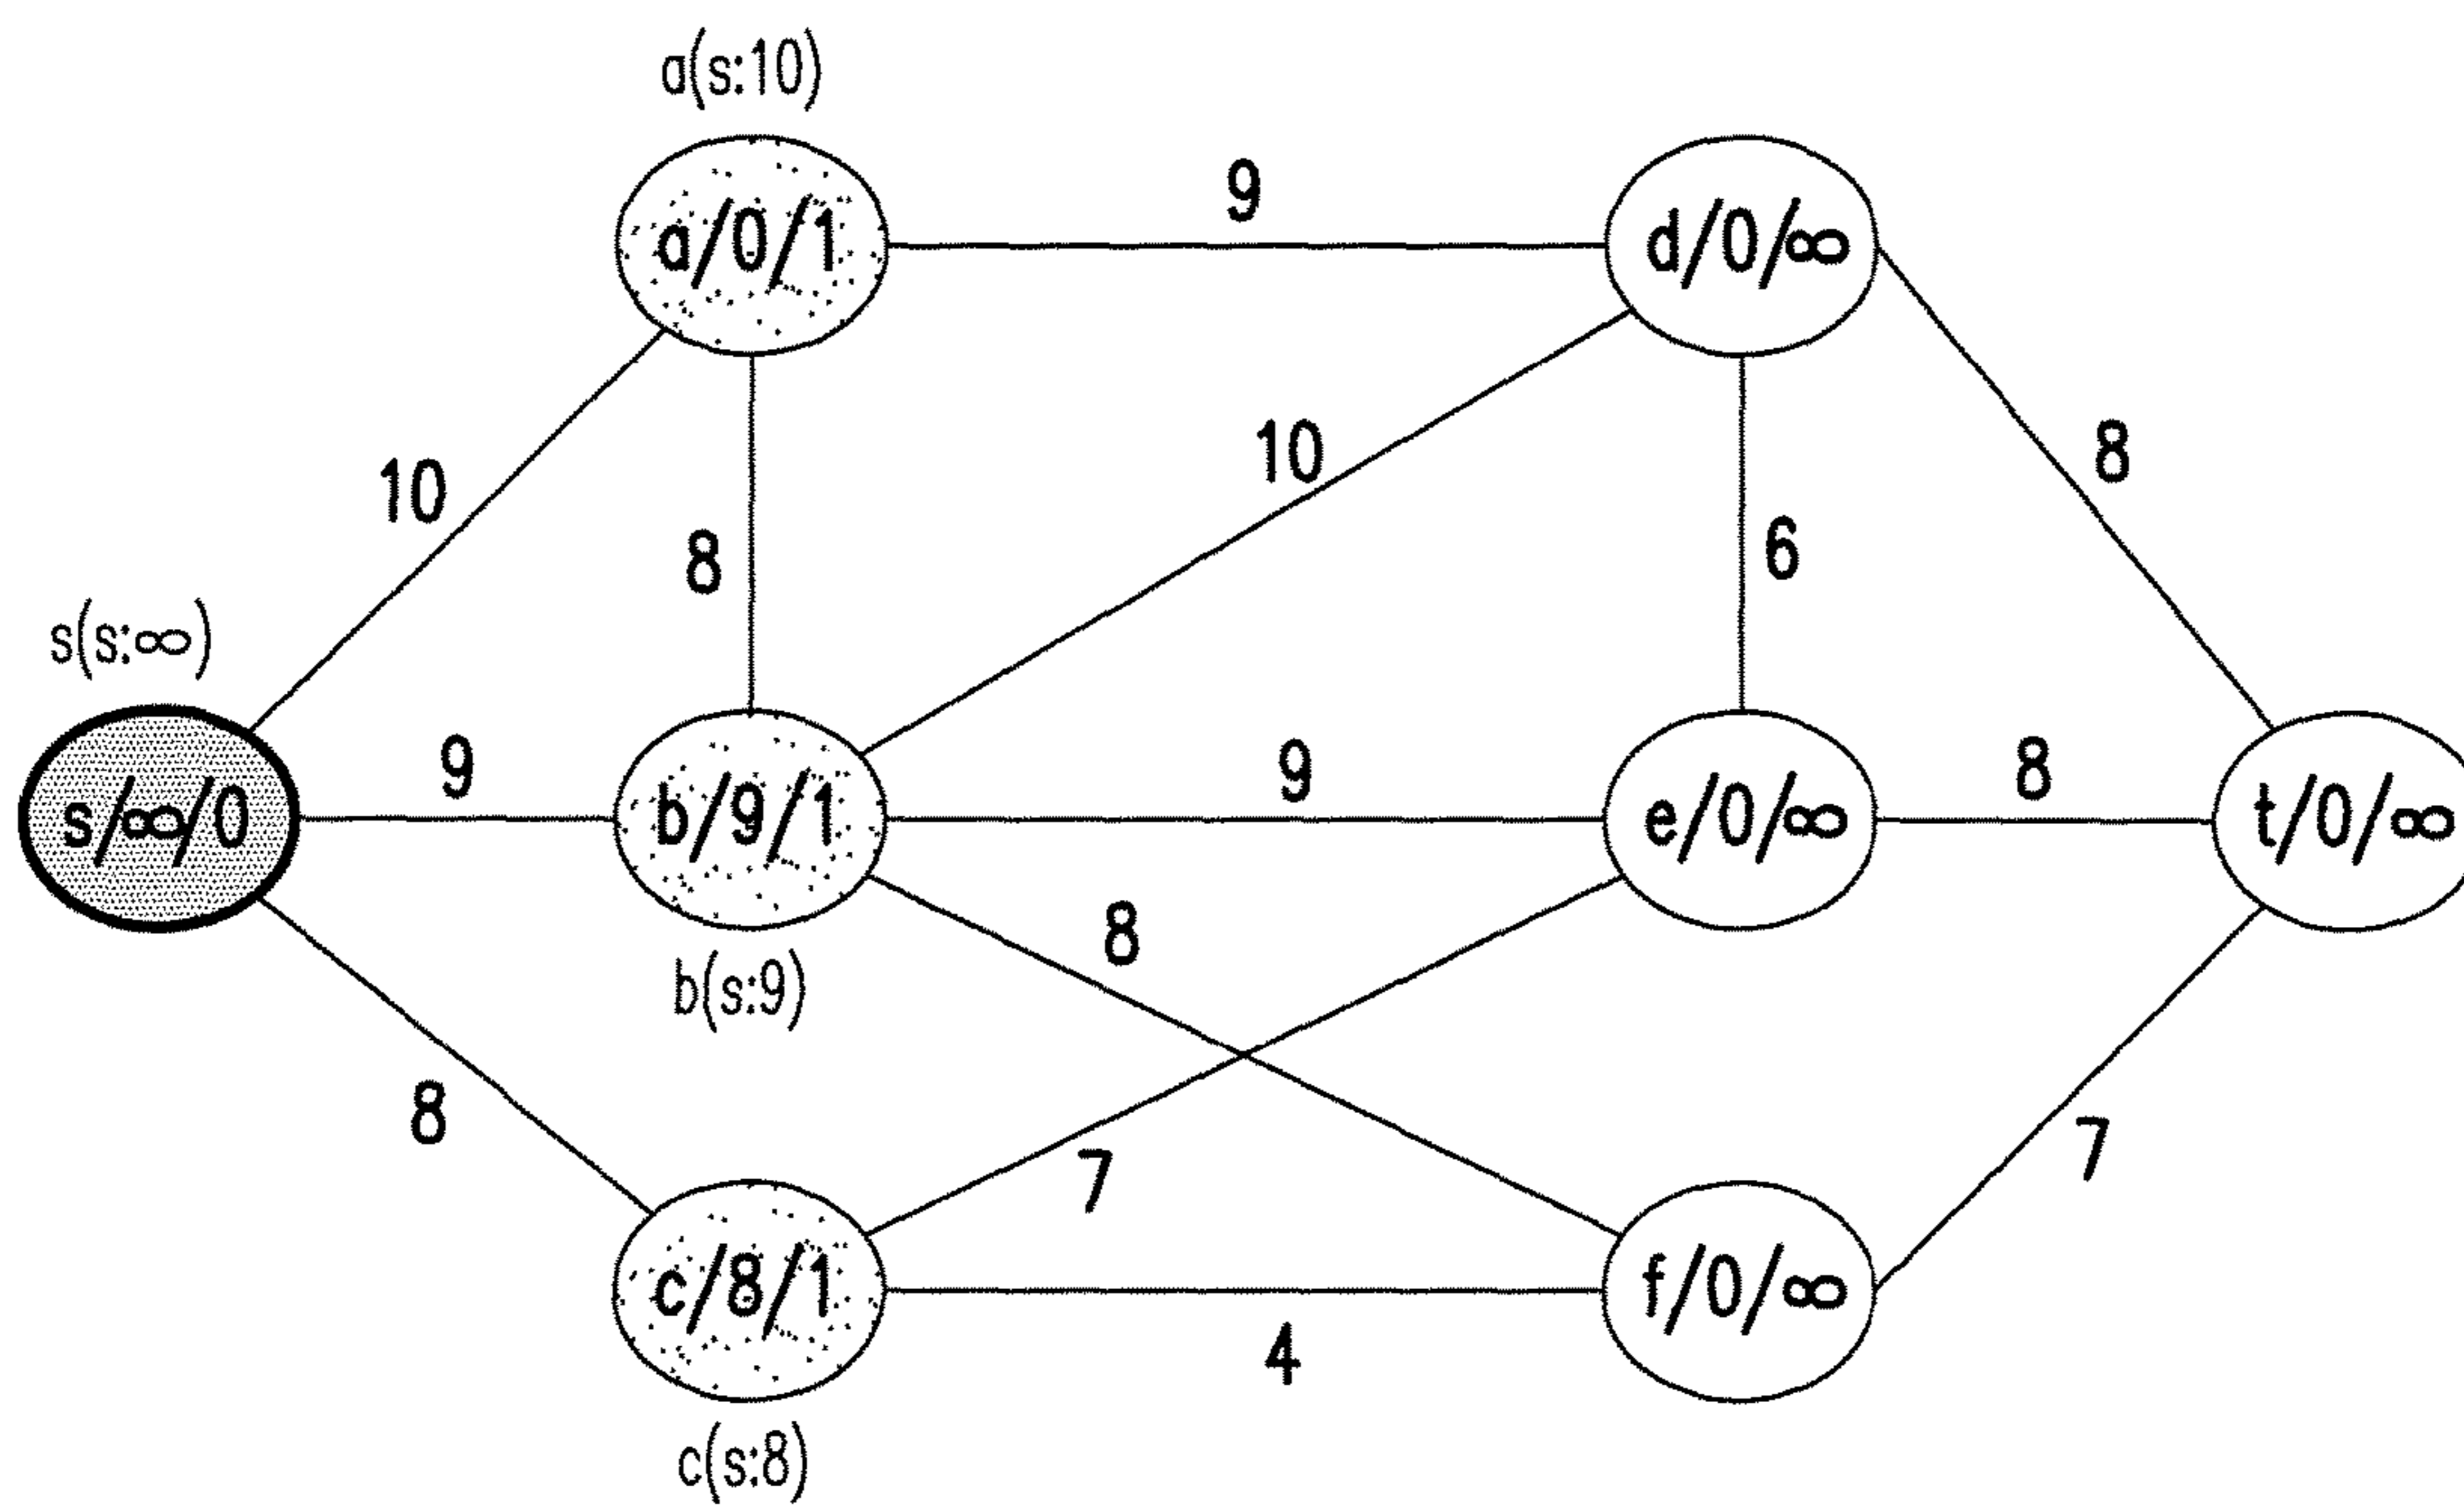 a(s:10)
a/0/1
9
d/0/∞
10
8
10
6
8
s(s:∞)
s/∞/0
9
b/9/1
9
e/0/∞
8
t/0/∞
b(s:9)
8
8
7
7
c/8/1
4
f/0/∞
c(s:8)